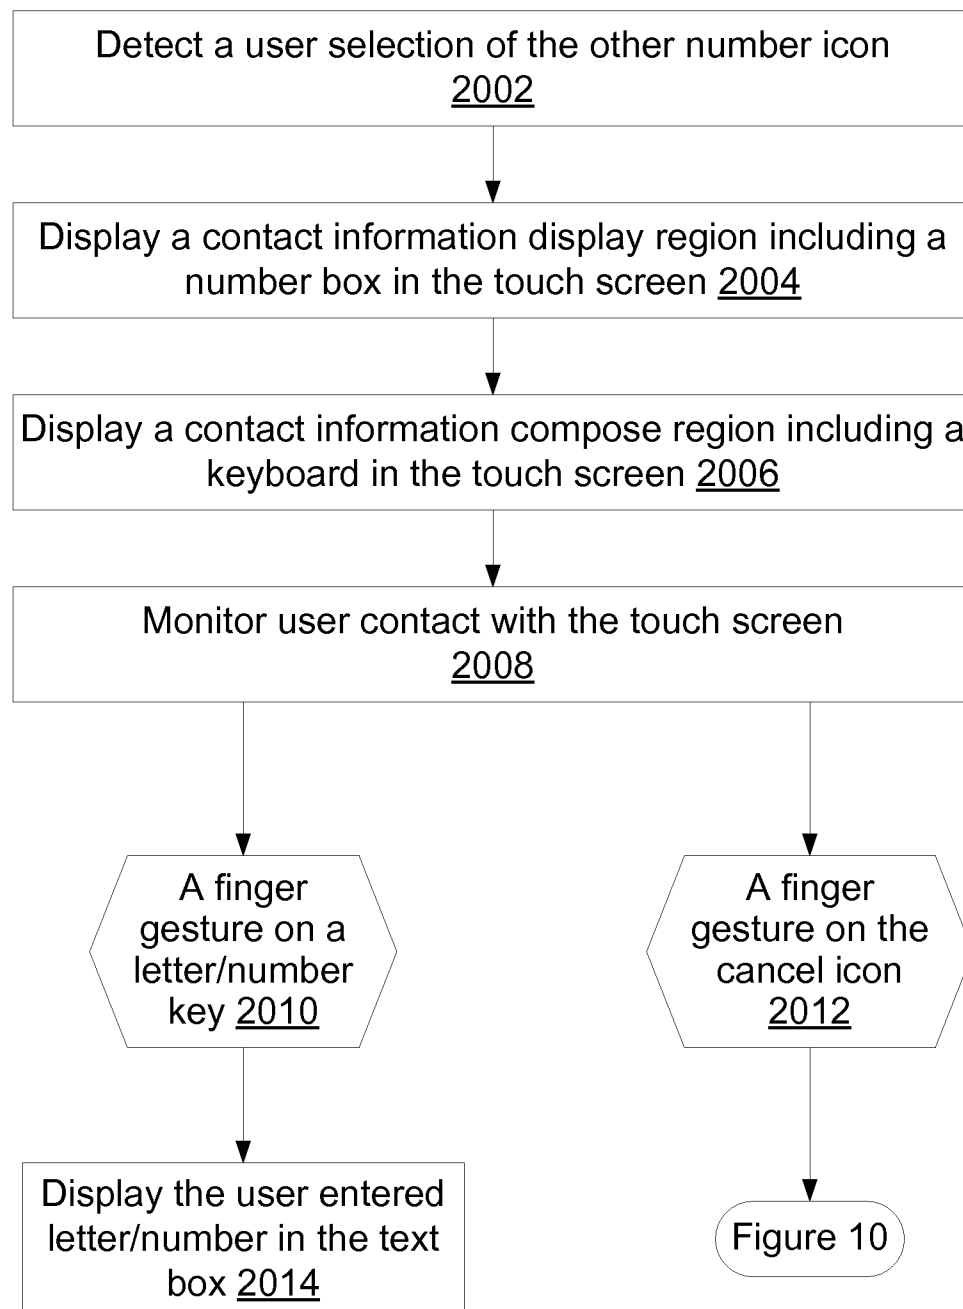 Detect a user selection of the other number icon
2002
Display a contact information display region including a
number box in the touch screen 2004
Display a contact information compose region including a
keyboard in the touch screen 2006
Monitor user contact with the touch screen
2008
A finger
gesture on a
letter/number
key 2010
A finger
gesture on the
cancel icon
2012
Display the user entered
letter/number in the text
box 2014
Figure 10